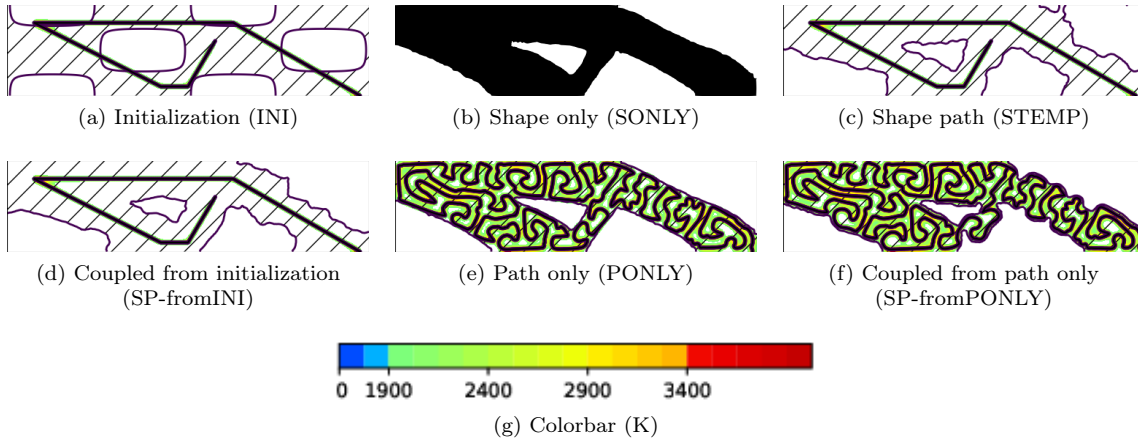 (a) Initialization (INI)
(b) Shape only (SONLY)
(c) Shape path (STEMP)
(d) Coupled from initialization
(SP-fromINI)
(e) Path only (PONLY)
(f) Coupled from path only
(SP-fromPONLY)
0 1900 2400 2900 3400
(g) Colorbar (K)